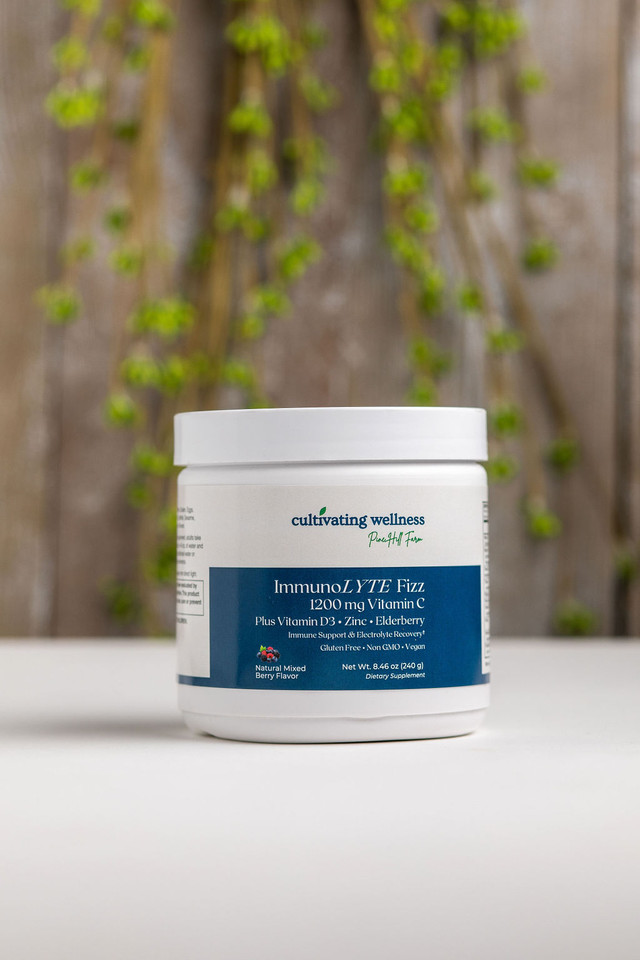 cultivating wellness
Pine Hill Farm
ImmunoLYTE Fizz
1200 mg Vitamin C
Plus Vitamin D3 • Zinc • Elderberry
Immune Support & Electrolyte Recovery†
Gluten Free • Non GMO • Vegan
Natural Mixed
Berry Flavor
Net Wt. 8.46 oz (240 g)
Dietary Supplement